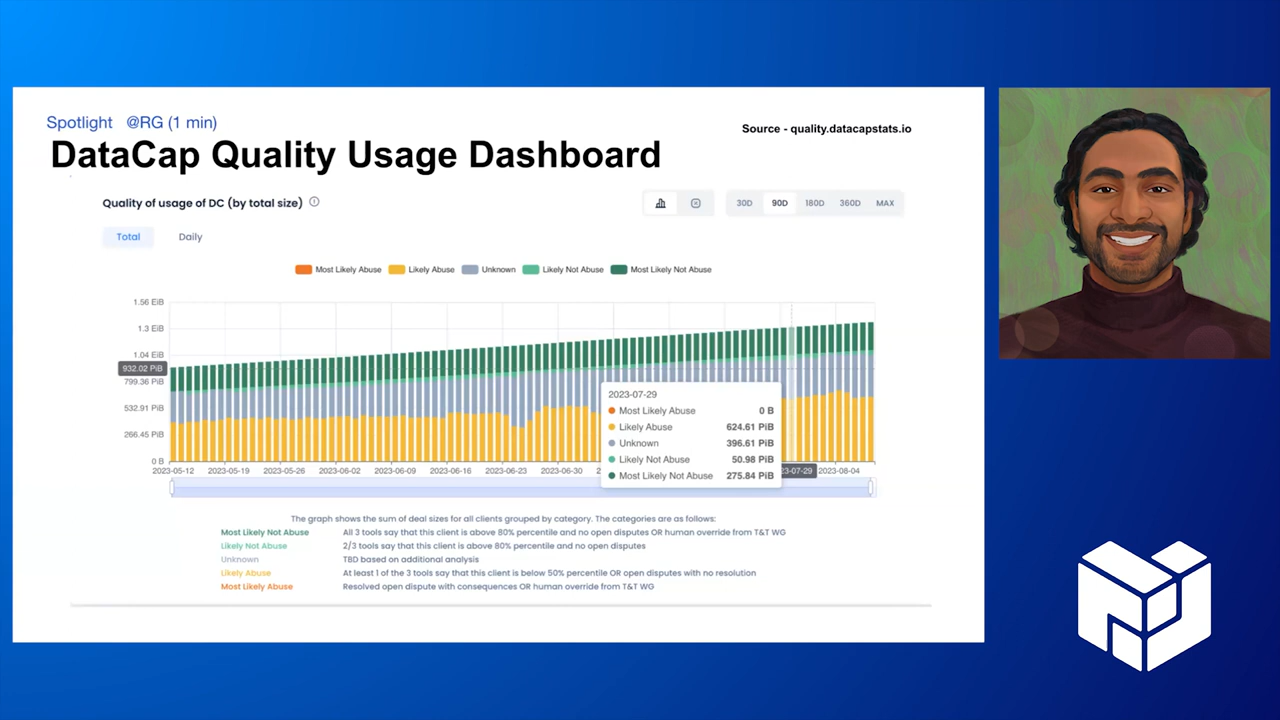 Spotlight @RG (1 min)
DataCap Quality Usage Dashboard
Source - quality.datacapstats.io
Quality of usage of DC (by total size)
30D 90D 180D 360D MAX
Total Daily
Most Likely Abuse Likely Abuse Unknown Likely Not Abuse Most Likely Not Abuse
1.56 EiB
1.3 EiB
1.04 EiB
932.02 PiB
799.36 PiB
532.91 PiB
266.45 PiB
0 B
2023-07-29
Most Likely Abuse 0 B
Likely Abuse 624.61 PiB
Unknown 396.61 PiB
Likely Not Abuse 50.98 PiB
Most Likely Not Abuse 275.84 PiB
2023-05-12 2023-05-19 2023-05-26 2023-06-02 2023-06-09 2023-06-16 2023-06-23 2023-06-30 23-07-29 2023-08-04
The graph shows the sum of deal sizes for all clients grouped by category. The categories are as follows:
Most Likely Not Abuse All 3 tools say that this client is above 80% percentile and no open disputes OR human override from T&T WG
Likely Not Abuse 2/3 tools say that this client is above 80% percentile and no open disputes
Unknown TBD based on additional analysis
Likely Abuse At least 1 of the 3 tools say that this client is below 50% percentile OR open disputes with no resolution
Most Likely Abuse Resolved open dispute with consequences OR human override from T&T WG